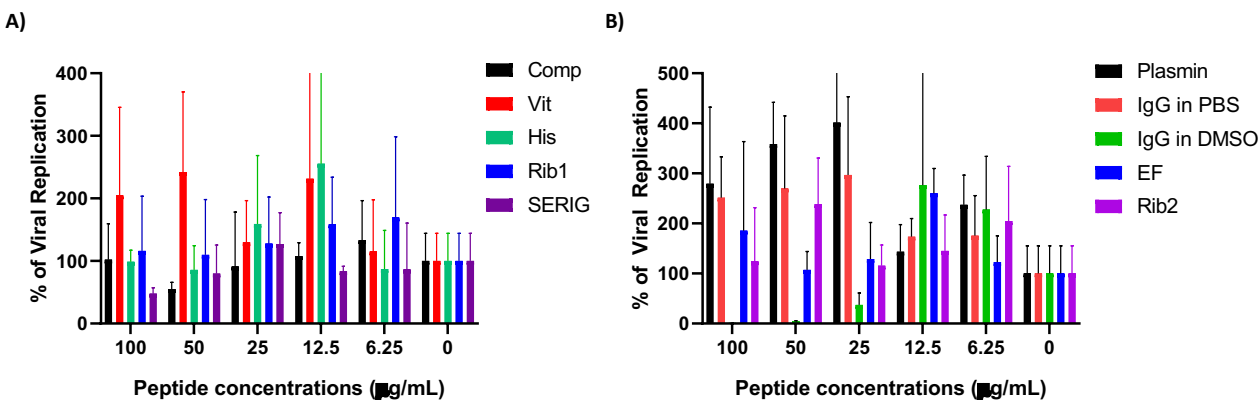 A)
% of Viral Replication
400
300
200
100
0
100 50 25 12.5 6.25 0
Peptide concentrations (μg/mL)
Comp
Vit
His
Rib1
SERIG
B)
% of Viral Replication
500
400
300
200
100
0
100 50 25 12.5 6.25 0
Peptide concentrations (μg/mL)
Plasmin
IgG in PBS
IgG in DMSO
EF
Rib2